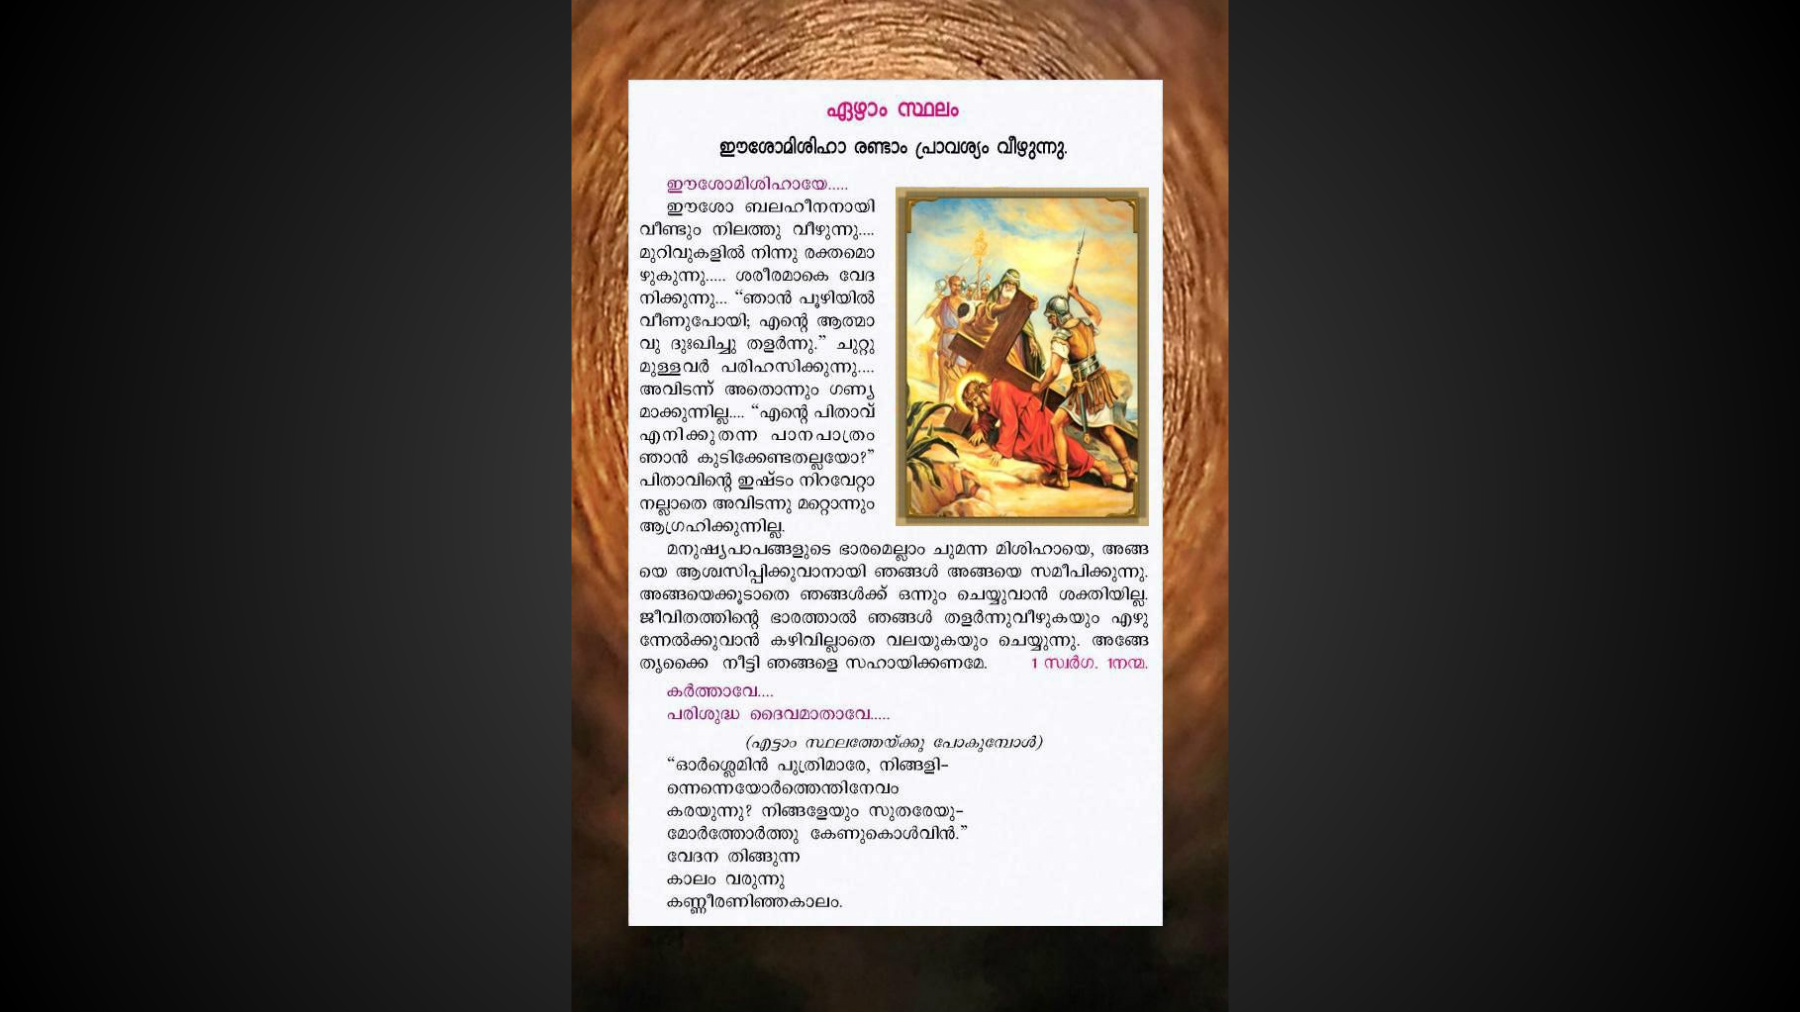 ഏഴാം സ്ഥലം
ഈശോമിശിഹാ രണ്ടാം പ്രാവശ്യം വീഴുന്നു.
ഈശോമിശിഹായേ.....
ഈശോ ബലഹീനനായി
വീണ്ടും നിലത്തു വീഴുന്നു....
മുറിവുകളിൽ നിന്നു രക്തമൊ
ഴുകുന്നു..... ശരീരമാകെ വേദ
നിക്കുന്നു... “ഞാൻ പൂഴിയിൽ
വീണുപോയി; എന്റെ ആത്മാ
വു ദുഃഖിച്ചു തളർന്നു.” ചുറ്റു
മുള്ളവർ പരിഹസിക്കുന്നു....
അവിടന്ന് അതൊന്നും ഗണ്യ
മാക്കുന്നില്ല.... “എന്റെ പിതാവ്
എനിക്കുതന്ന പാനപാത്രം
ഞാൻ കുടിക്കേണ്ടതല്ലയോ?”
പിതാവിന്റെ ഇഷ്ടം നിറവേറ്റാ
നല്ലാതെ അവിടന്നു മറ്റൊന്നും
ആഗ്രഹിക്കുന്നില്ല.
മനുഷ്യപാപങ്ങളുടെ ഭാരമെല്ലാം ചുമന്ന മിശിഹായെ, അങ്ങ
യെ ആശ്വസിപ്പിക്കുവാനായി ഞങ്ങൾ അങ്ങയെ സമീപിക്കുന്നു.
അങ്ങയെക്കൂടാതെ ഞങ്ങൾക്ക് ഒന്നും ചെയ്യുവാൻ ശക്തിയില്ല.
ജീവിതത്തിന്റെ ഭാരത്താൽ ഞങ്ങൾ തളർന്നുവീഴുകയും എഴു
ന്നേൽക്കുവാൻ കഴിവില്ലാതെ വലയുകയും ചെയ്യുന്നു. അങ്ങേ
തൃക്കൈ നീട്ടി ഞങ്ങളെ സഹായിക്കണമേ. 1 സ്വർഗ. 1നന്മ.
കർത്താവേ....
പരിശുദ്ധ ദൈവമാതാവേ.....
(എട്ടാം സ്ഥലത്തേയ്ക്കു പോകുമ്പോൾ)
“ഓർശ്ലെമിൻ പുത്രിമാരേ, നിങ്ങളി–
ന്നെന്നെയോർത്തെന്തിനേവം
കരയുന്നു? നിങ്ങളേയും സുതരേയു–
മോർത്തോർത്തു കേണുകൊൾവിൻ.”
വേദന തിങ്ങുന്ന
കാലം വരുന്നു
കണ്ണീരണിഞ്ഞകാലം.